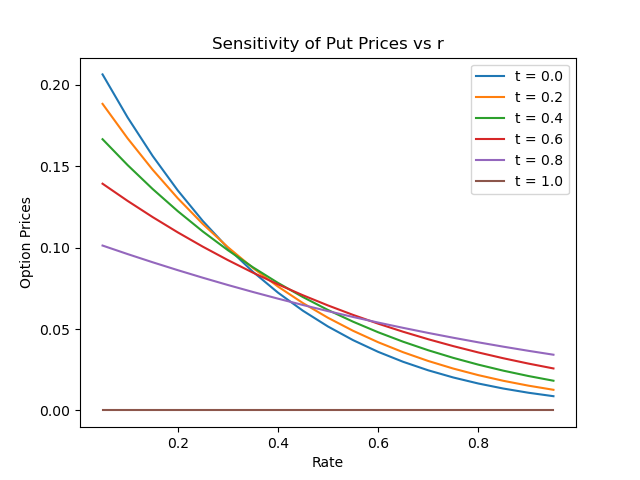 Sensitivity of Put Prices vs r
t = 0.0
t = 0.2
t = 0.4
t = 0.6
t = 0.8
t = 1.0
0.20
0.15
0.10
0.05
0.00
Option Prices
0.2 0.4 0.6 0.8
Rate